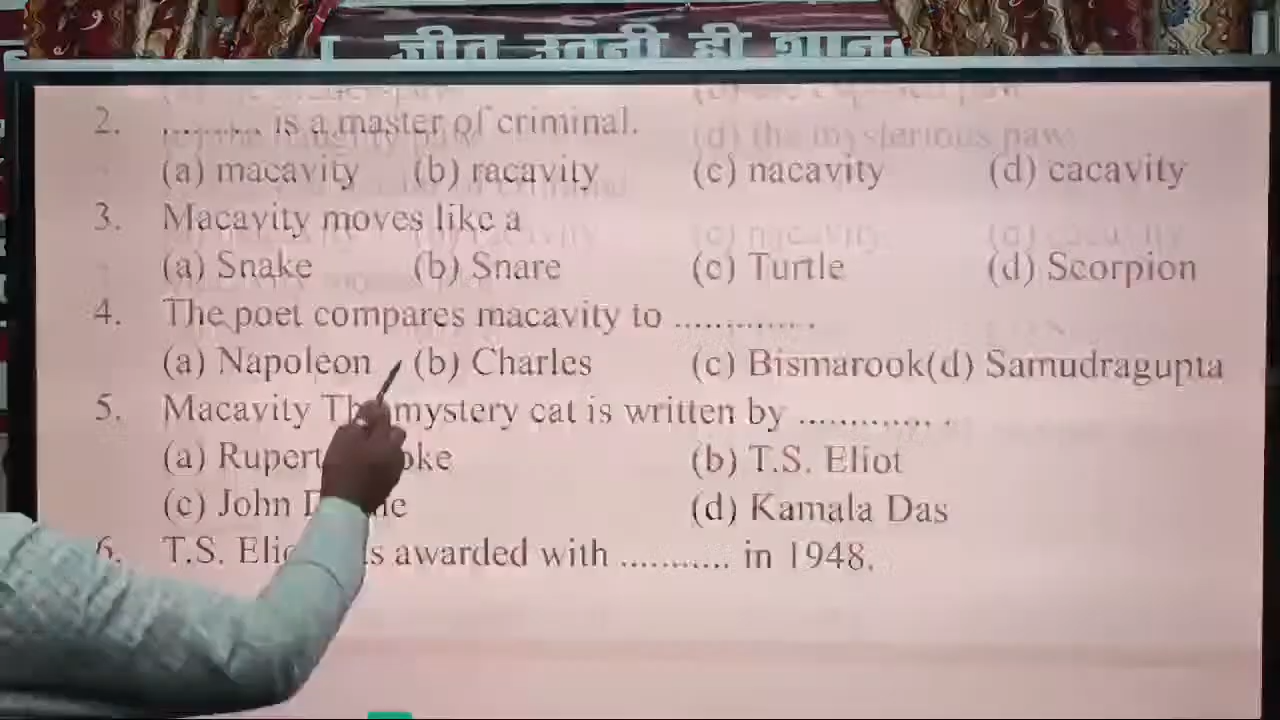 जीत उतनी ही शान
2. ......... is a master of criminal.
(a) macavity (b) racavity (c) nacavity (d) cacavity
3. Macavity moves like a
(a) Snake (b) Snare (c) Turtle (d) Scorpion
4. The poet compares macavity to .............
(a) Napoleon (b) Charles (c) Bismarook(d) Samudragupta
5. Macavity mystery cat is written by ..............
(a) Rupert (b) T.S. Eliot
(c) John (d) Kamala Das
6. T.S. awarded with ........... in 1948.